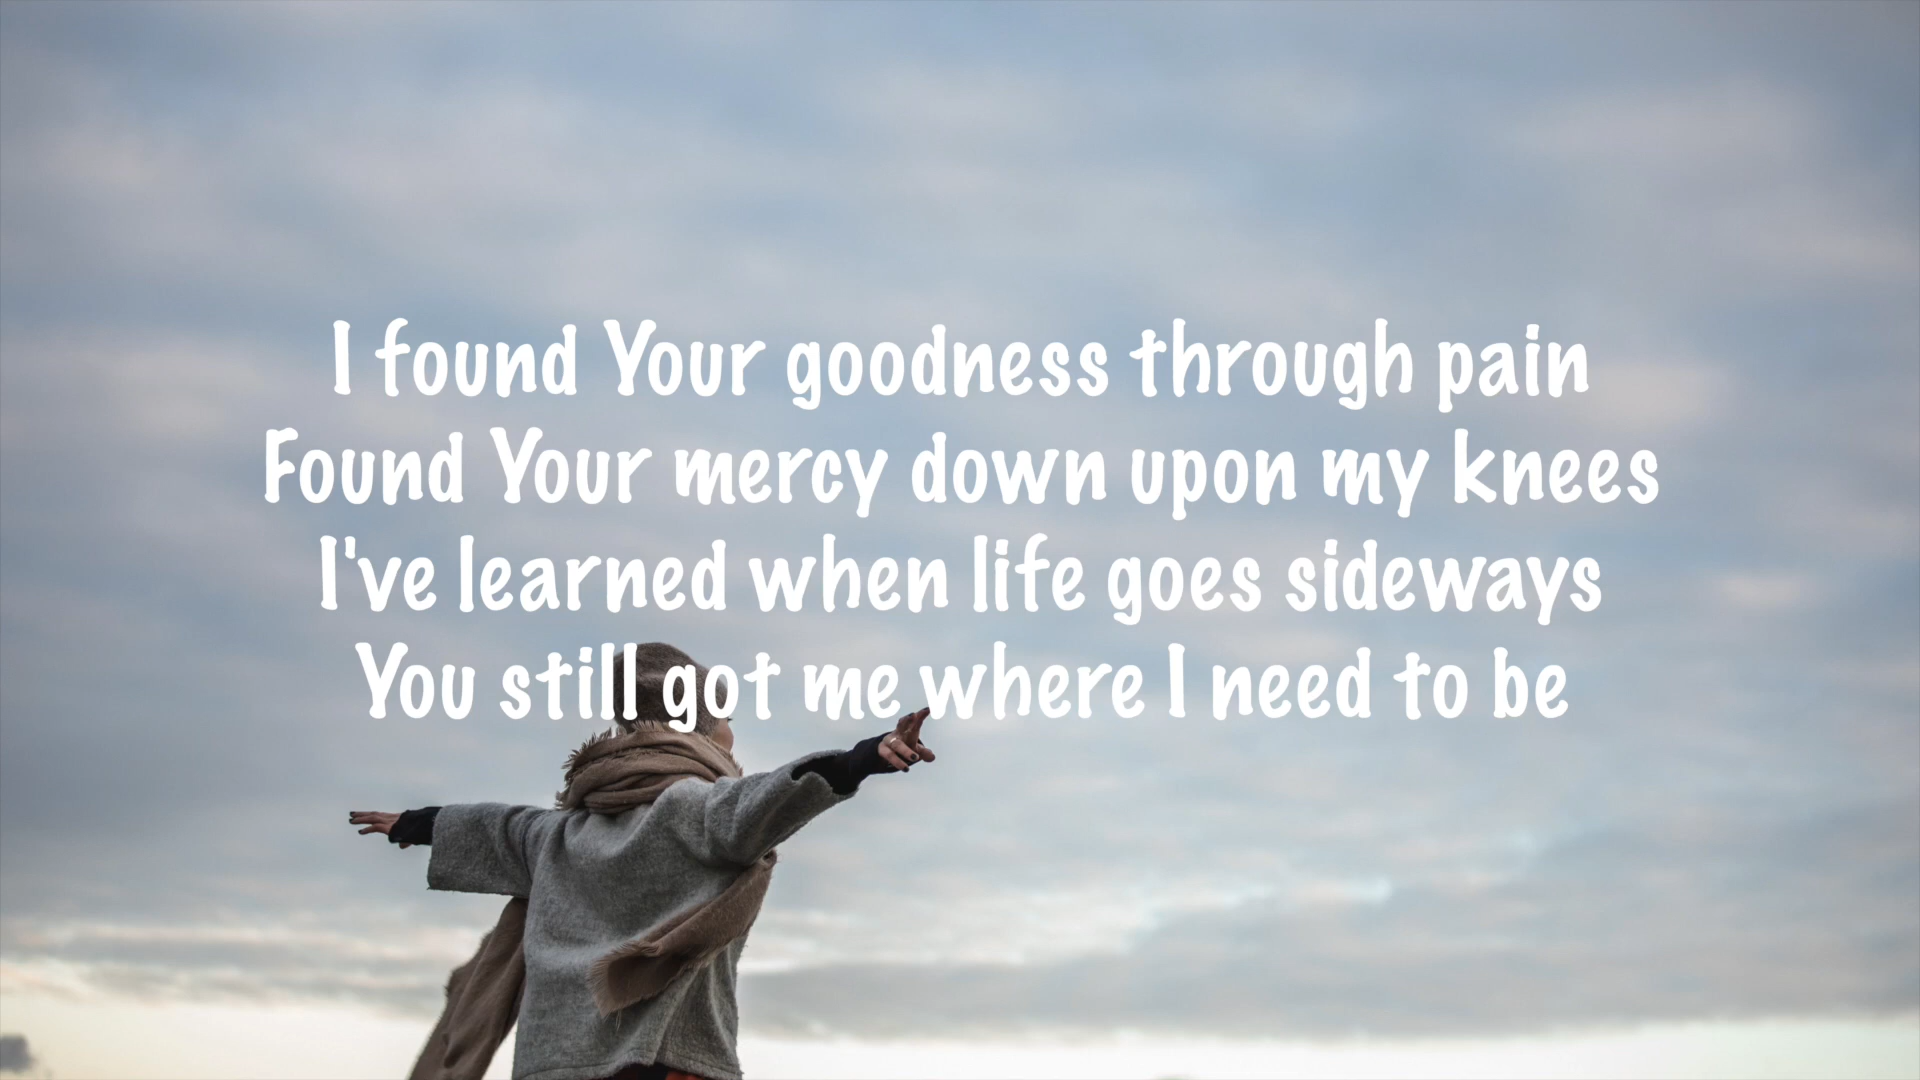 I found Your goodness through pain
Found Your mercy down upon my knees
I've learned when life goes sideways
You still got me where I need to be